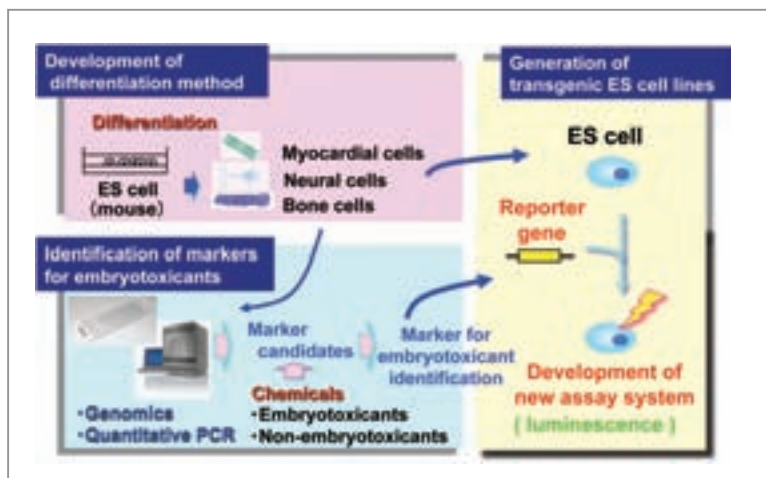 Development of
differentiation method
Differentiation
ES cell
(mouse)
Myocardial cells
Neural cells
Bone cells
Identification of markers
for embryotoxicants
Marker
candidates
Chemicals
・Embryotoxicants
・Non-embryotoxicants
・Genomics
・Quantitative PCR
Marker for
embryotoxicant
identification
Generation of
transgenic ES cell lines
ES cell
Reporter
gene
Development of
new assay system
( luminescence )